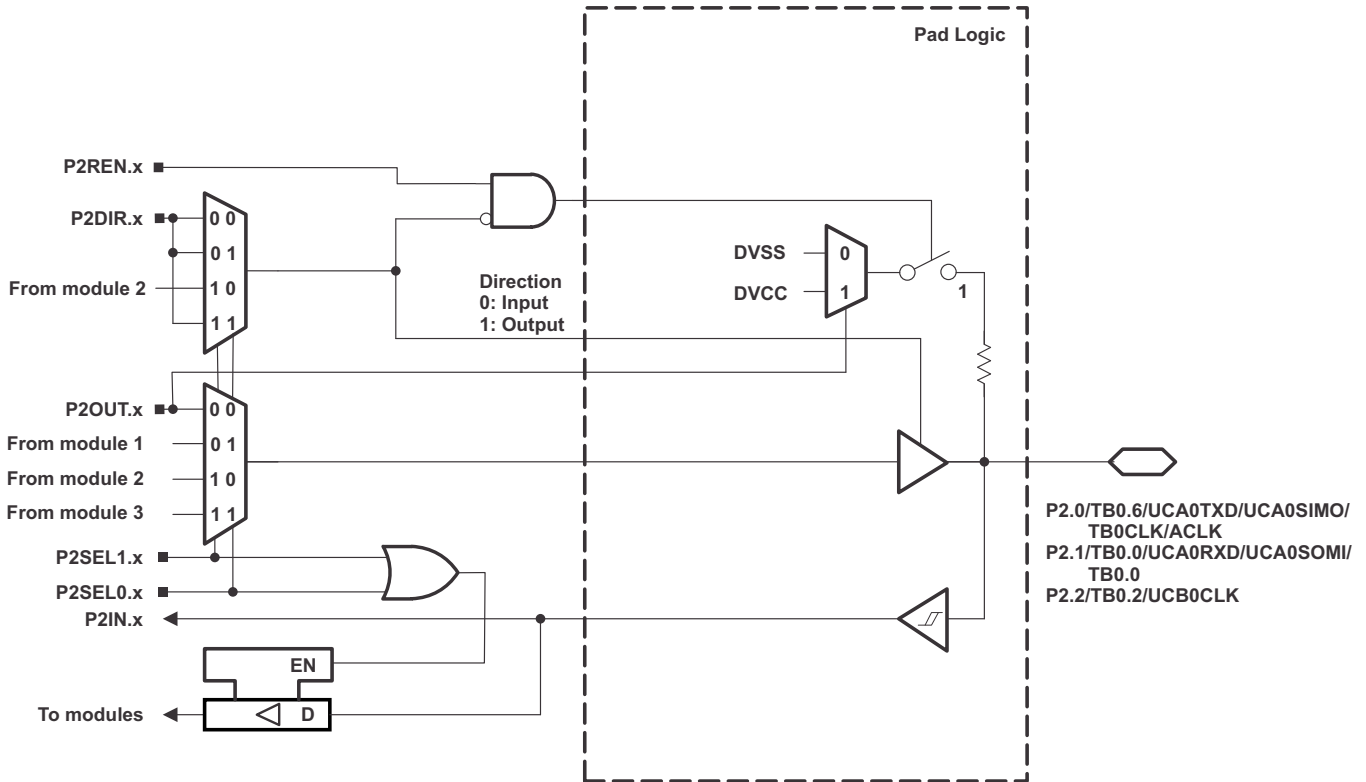 Pad Logic
P2REN.x
P2DIR.x
0 0
0 1
From module 2
1 0
1 1
Direction
0: Input
1: Output
DVSS
0
DVCC
1
1
P2OUT.x
0 0
From module 1
0 1
From module 2
1 0
From module 3
1 1
P2SEL1.x
P2SEL0.x
P2IN.x
EN
To modules
D
P2.0/TB0.6/UCA0TXD/UCA0SIMO/
TB0CLK/ACLK
P2.1/TB0.0/UCA0RXD/UCA0SOMI/
TB0.0
P2.2/TB0.2/UCB0CLK